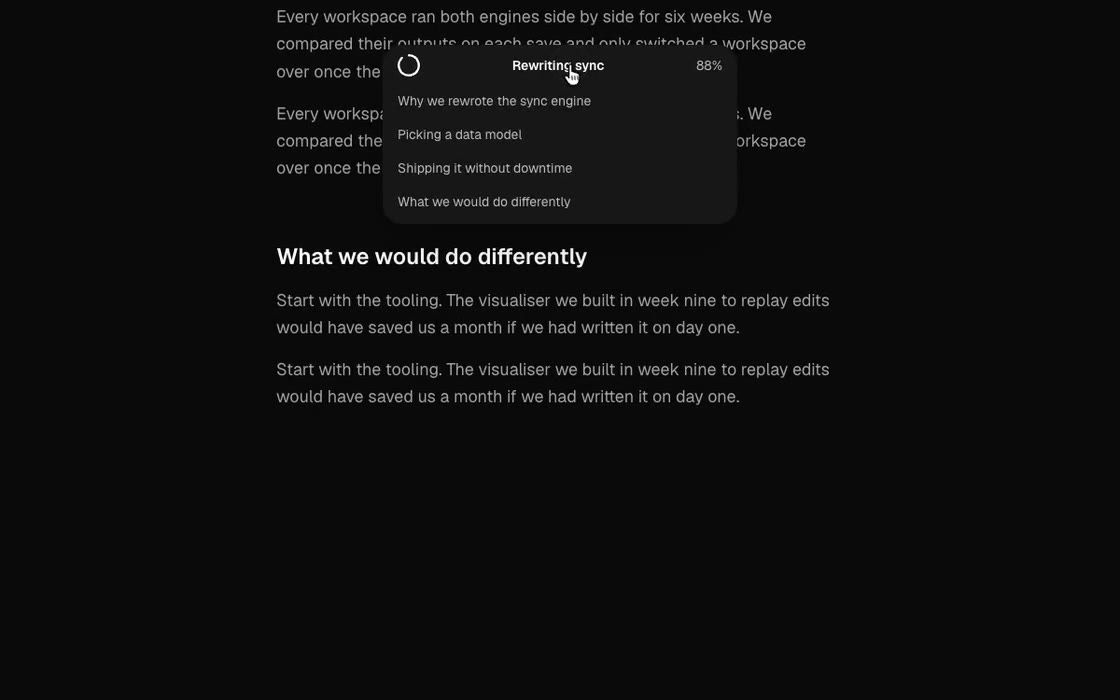 Every workspace ran both engines side by side for six weeks. We
compared their outputs on each save and only switched a workspace
over once the
Rewriting sync
88%
Why we rewrote the sync engine
Picking a data model
Shipping it without downtime
What we would do differently
Every workspa
s. We
compared the
orkspace
over once the
What we would do differently
Start with the tooling. The visualiser we built in week nine to replay edits
would have saved us a month if we had written it on day one.
Start with the tooling. The visualiser we built in week nine to replay edits
would have saved us a month if we had written it on day one.